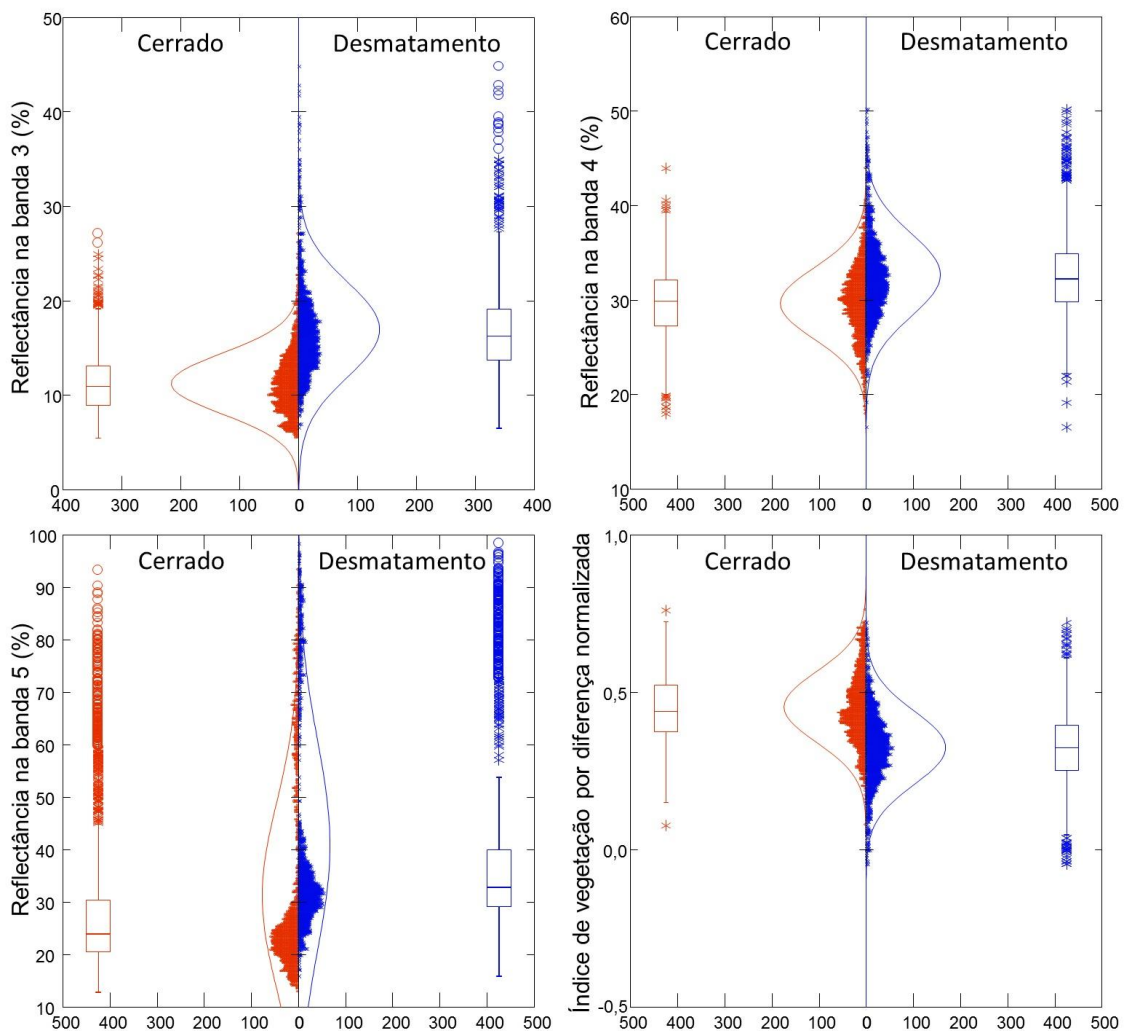 Cerrado Desmatamento
Reflectância na banda 3 (%)
50
40
30
20
10
0
400 300 200 100 0 100 200 300 400
Cerrado Desmatamento
Reflectância na banda 4 (%)
60
50
40
30
20
10
500 400 300 200 100 0 100 200 300 400 500
Cerrado Desmatamento
Reflectância na banda 5 (%)
100
90
80
70
60
50
40
30
20
10
500 400 300 200 100 0 100 200 300 400 500
Cerrado Desmatamento
Índice de vegetação por diferença normalizada
1,0
0,5
0,0
-0,5
500 400 300 200 100 0 100 200 300 400 500